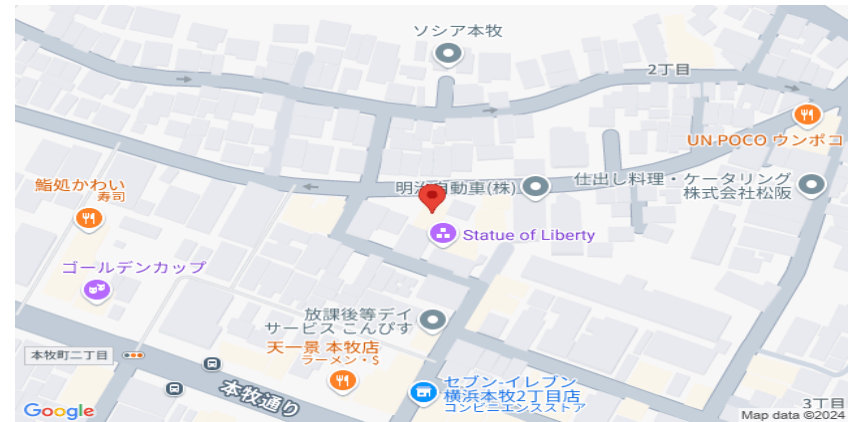 ソシア本牧
2丁目
UN POCO ウンポコ
鮨処かわい
寿司
明治自動車(株)
仕出し料理・ケータリング
株式会社松阪
Statue of Liberty
ゴールデンカップ
放課後等デイ
サービス こんぴす
天一景 本牧店
ラーメン・$
本牧町二丁目
本牧通り
セブン-イレブン
横浜本牧2丁目店
コンビニエンスストア
3丁目
Google
Map data ©2024